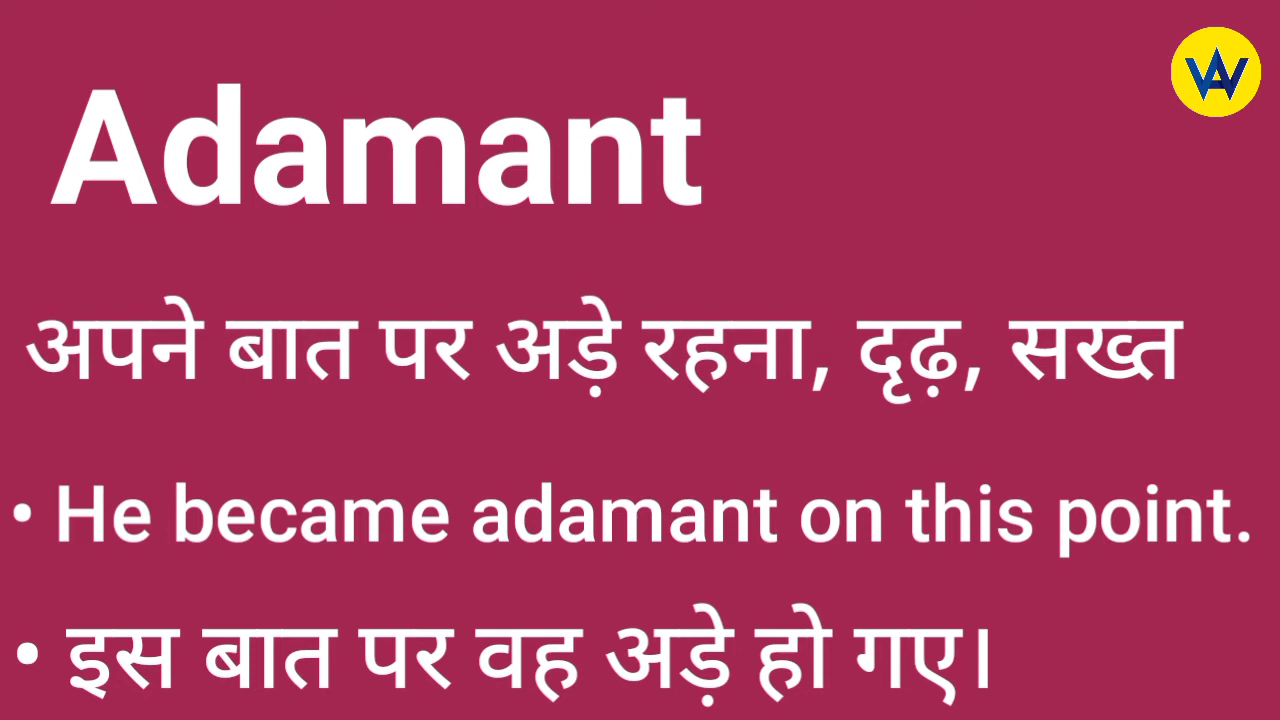 Adamant
अपने बात पर अड़े रहना, दृढ़, सख्त
• He became adamant on this point.
• इस बात पर वह अड़े हो गए।